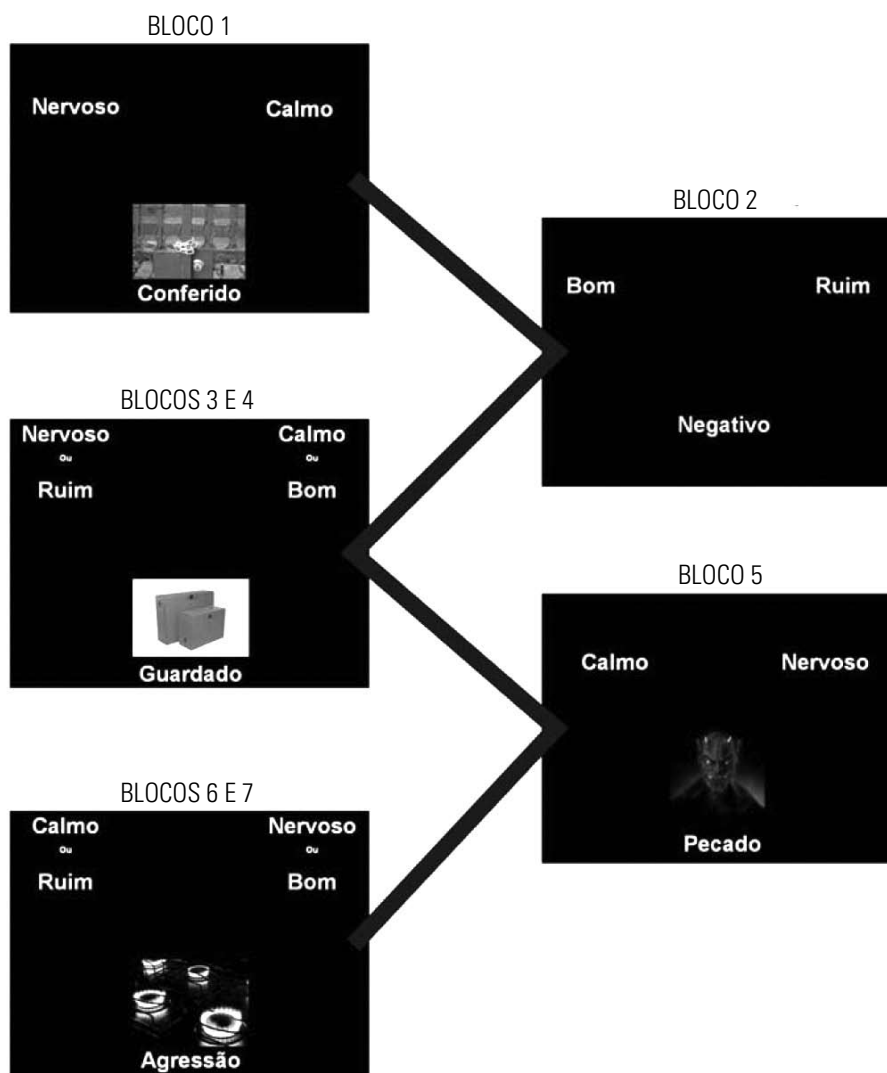 BLOCO 1
Nervoso Calmo
Conferido
BLOCO 2
Bom Ruim
Negativo
BLOCOS 3 E 4
Nervoso Calmo
Ou Ou
Ruim Bom
Guardado
BLOCO 5
Calmo Nervoso
Pecado
BLOCOS 6 E 7
Calmo Nervoso
Ou Ou
Ruim Bom
Agressão